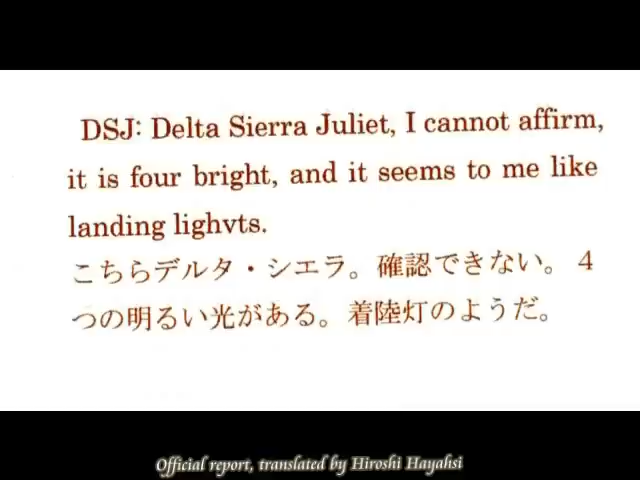 DSJ: Delta Sierra Juliet, I cannot affirm,
it is four bright, and it seems to me like
landing lighvts.
こちらデルタ・シエラ。確認できない。4
つの明るい光がある。着陸灯のようだ。
Official report, translated by Hiroshi Hayahsi